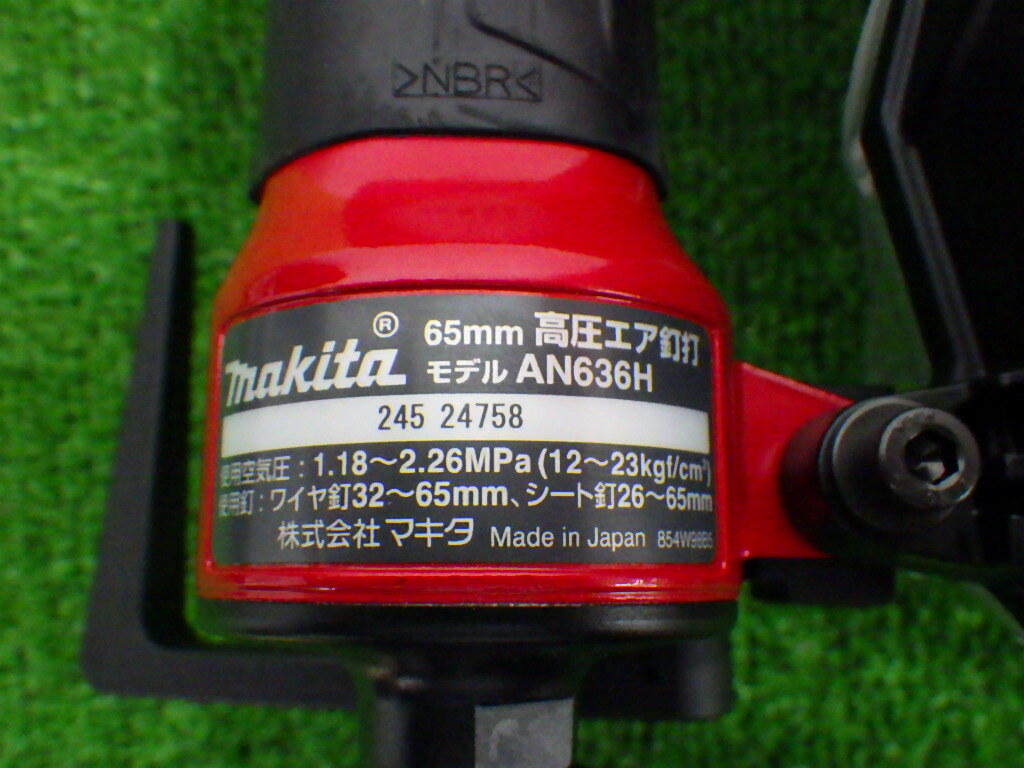 >NBR<
makita® 65mm 高圧エア釘打
モデル AN636H
245 24758
使用空気圧：1.18～2.26MPa(12～23kgf/cm²)
使用釘：ワイヤ釘32～65mm、シート釘26～65mm
株式会社 マキタ Made in Japan 854W98B5